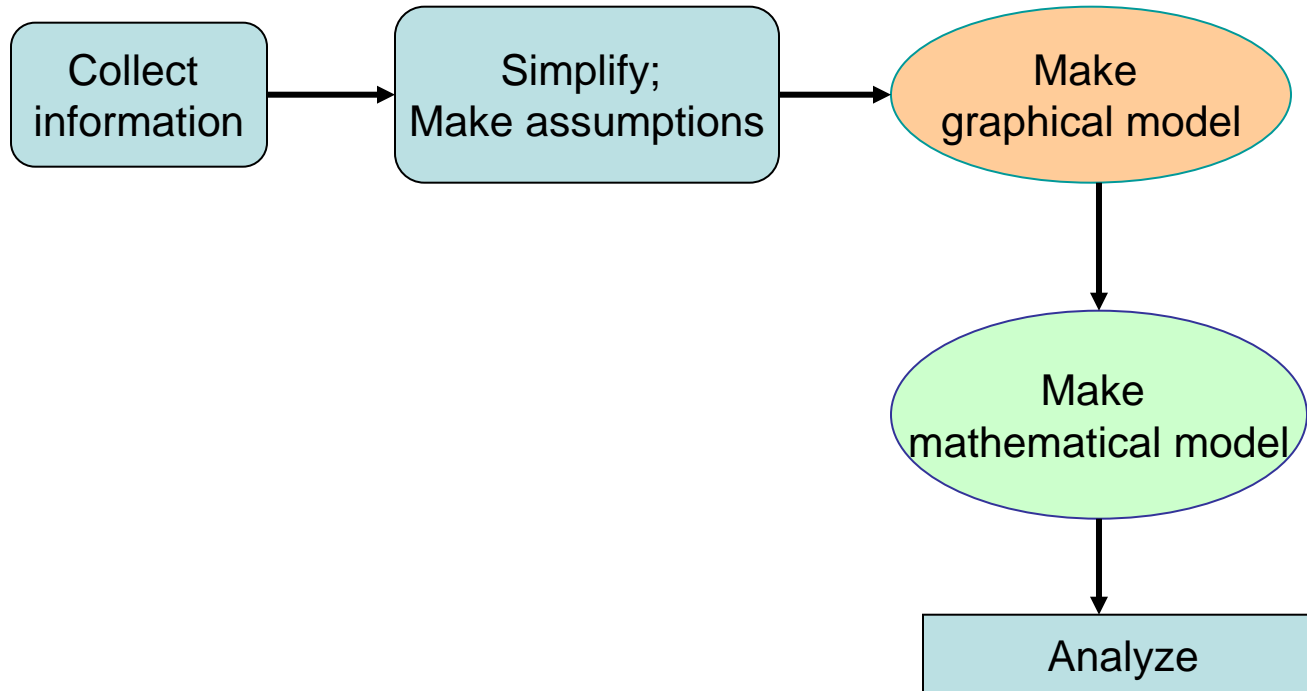 Collect
information
Simplify;
Make assumptions
Make
graphical model
Make
mathematical model
Analyze